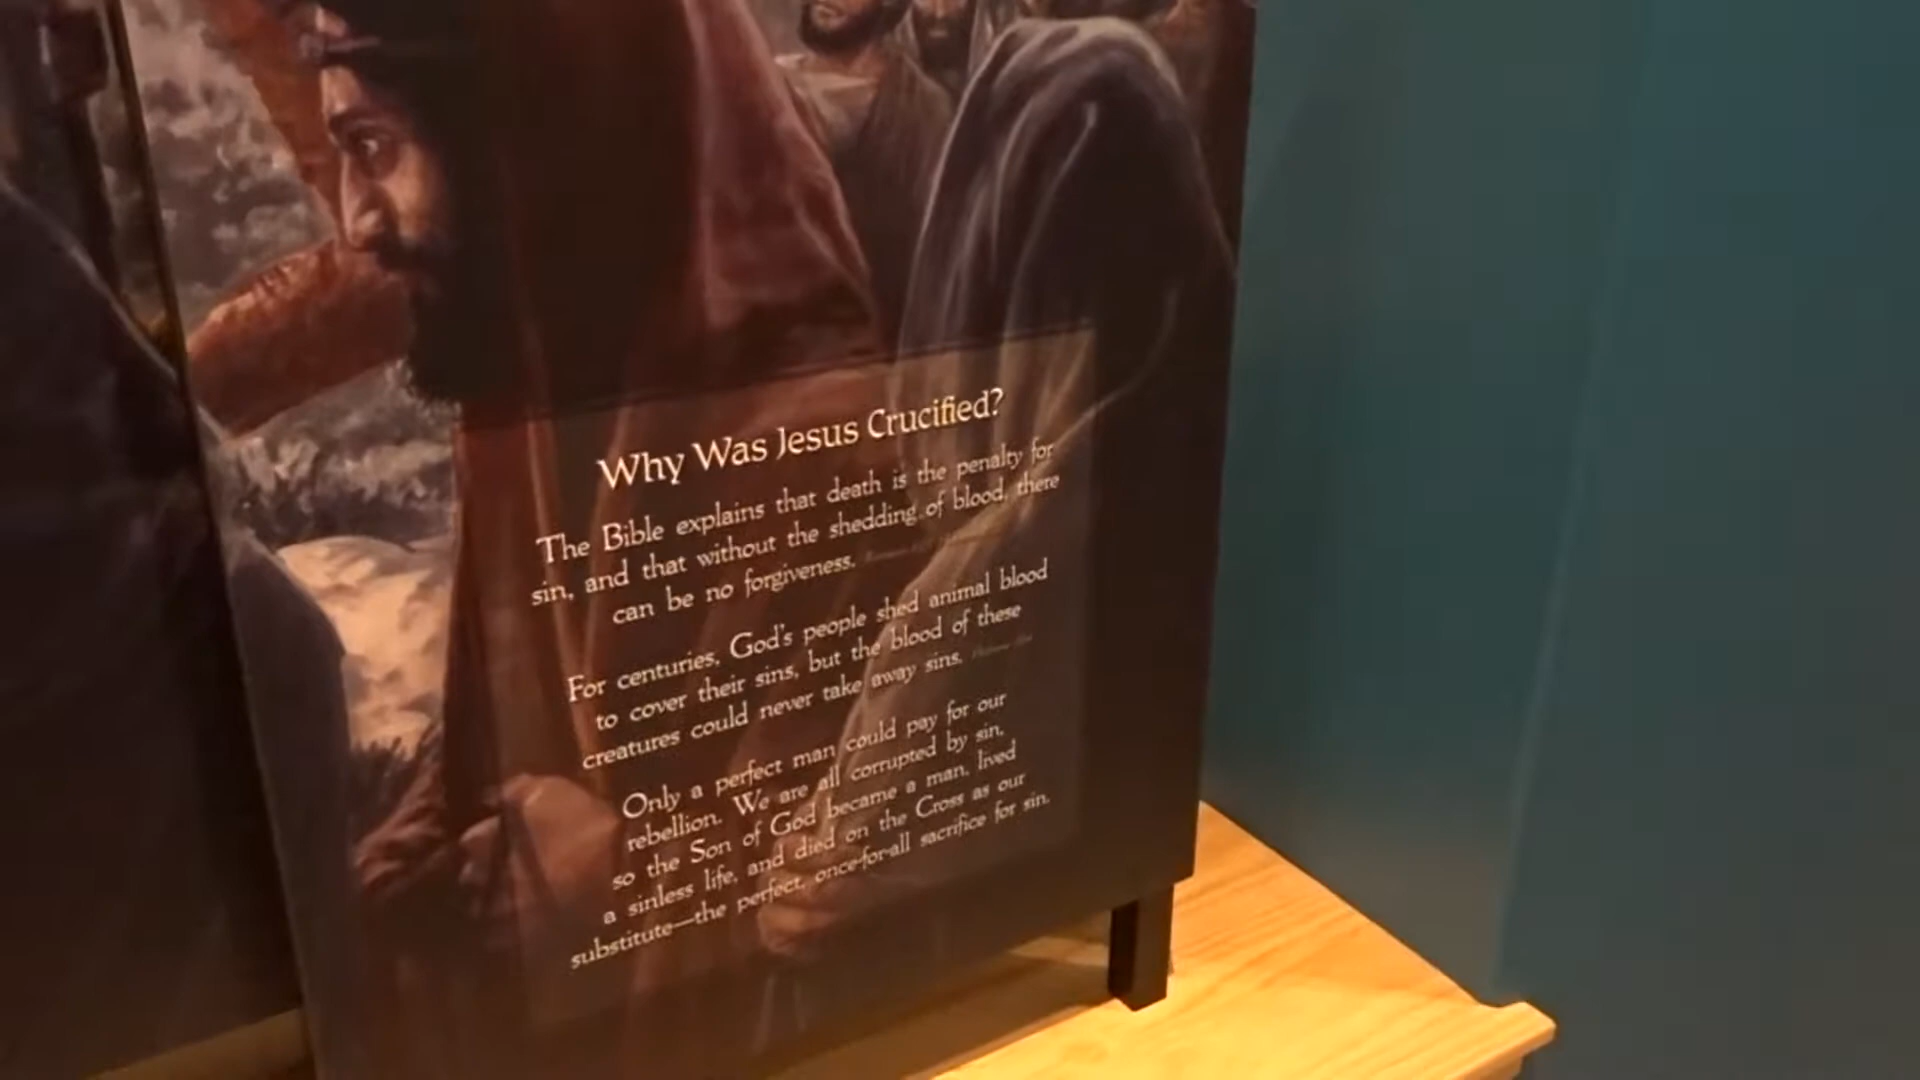 Why Was Jesus Crucified?
The Bible explains that death is the penalty for
sin, and that without the shedding of blood, there
can be no forgiveness.
For centuries, God's people shed animal blood
to cover their sins, but the blood of these
creatures could never take away sins.
Only a perfect man could pay for our
rebellion. We are all corrupted by sin,
so the Son of God became a man, lived
a sinless life, and died on the Cross as our
substitute—the perfect, once-for-all sacrifice for sin.